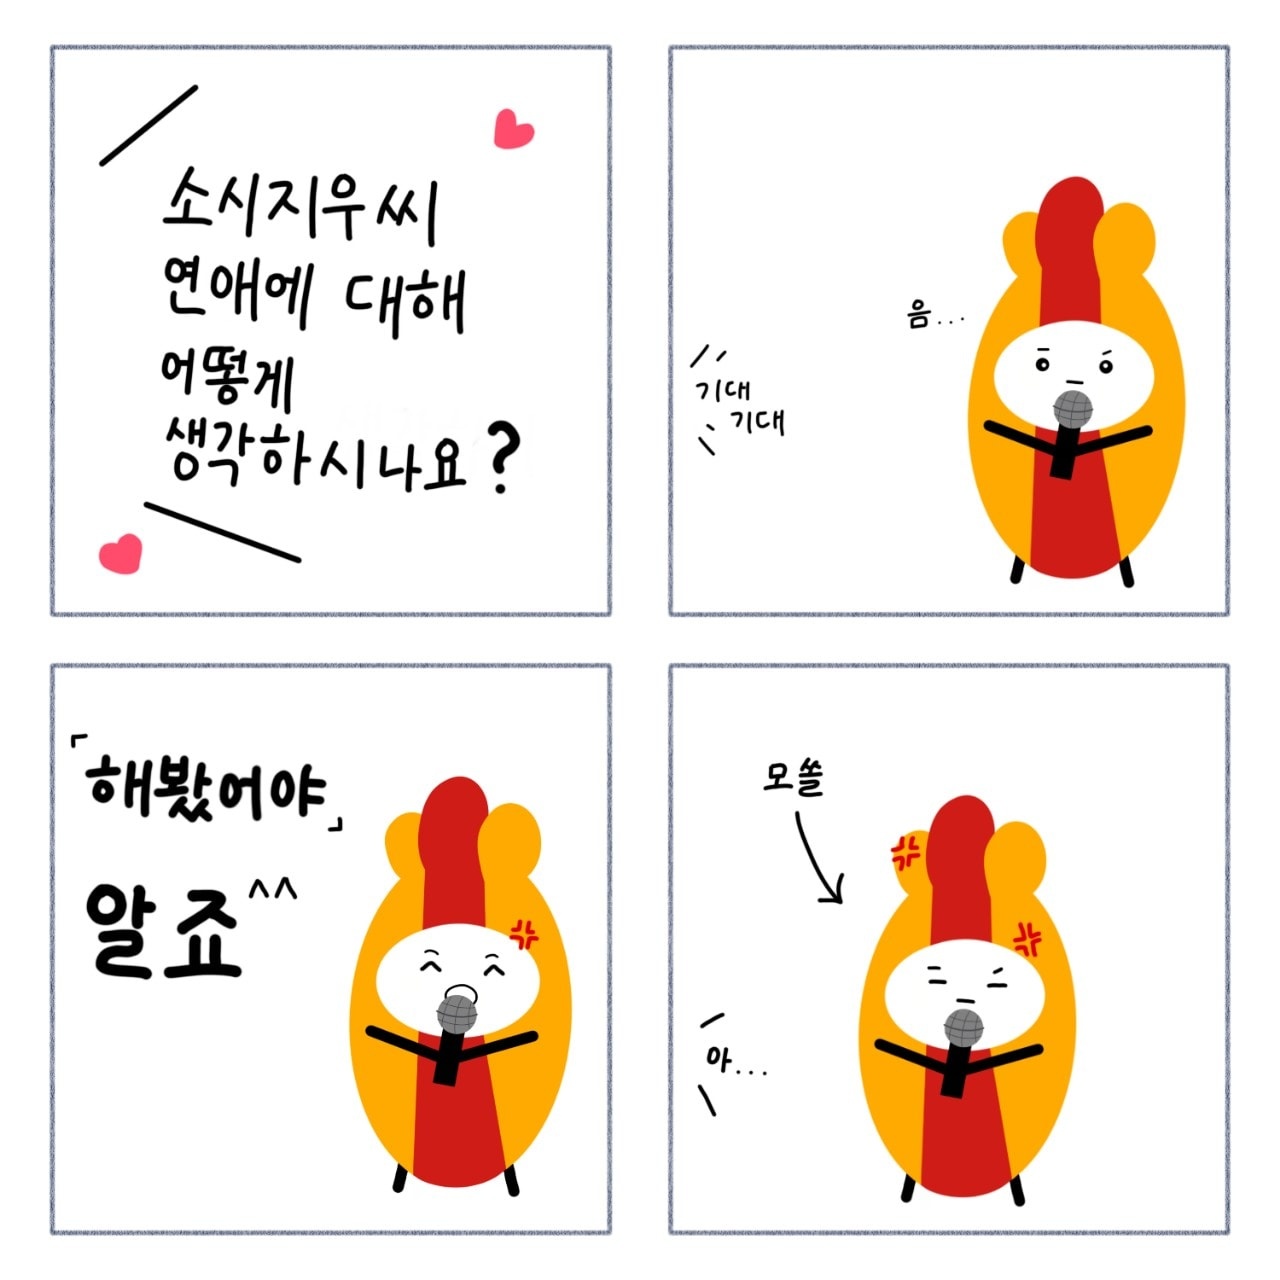 소시지우씨
연애에 대해
어떻게
생각하시나요?
음...
기대
기대
「해봤어야」
알죠^^
모쏠
아...